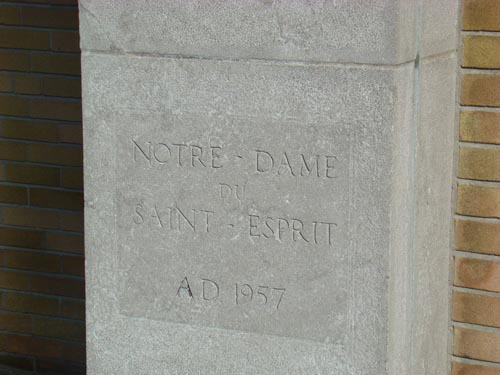 NOTRE - DAME
DU
SAINT - ESPRIT
A D 1957